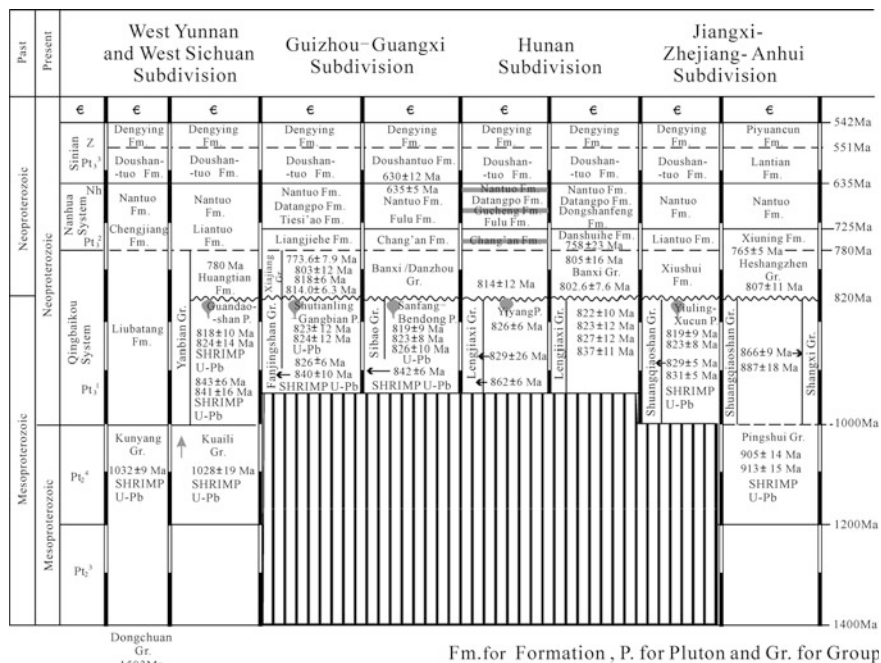 Past
Present
West Yunnan
and West Sichuan
Subdivision
Guizhou-Guangxi
Subdivision
Hunan
Subdivision
Jiangxi-
Zhejiang-Anhui
Subdivision
Є Є Є Є Є Є Є Є Є
542Ma
551Ma
635Ma
725Ma
780Ma
820Ma
1000Ma
1200Ma
1400Ma
Neoproterozoic
Mesoproterozoic
Neoproterozoic
Mesoproterozoic
Sinian
Z
Pt₃³
Nanhua
System
Nh
Pt₃²
Qingbaikou
System
Pt₃¹
Pt₂⁴
Pt₂³
Dengying
Fm.
Doushan-
-tuo Fm.
Nantuo
Fm.
Chengjiang
Fm.
Liubatang
Fm.
Kunyang
Gr.
1032±9 Ma
SHRIMP
U-Pb
Dongchuan
Gr.
Dengying
Fm.
Doushan-
-tuo Fm.
Nantuo
Fm.
Liantuo
Fm.
780 Ma
Huangtian
Fm.
Yanbian Gr.
Guandao-
-shan P.
818±10 Ma
824±14 Ma
SHRIMP
U-Pb
843±6 Ma
841±16 Ma
SHRIMP
U-Pb
Kuaili
Gr.
1028±19 Ma
SHRIMP
U-Pb
Dengying
Fm.
Doushan-
-tuo Fm.
Nantuo Fm.
Datangpo Fm.
Tiesi'ao Fm.
Liangjiehe Fm.
Xiajiang
Gr.
773.6±7.9 Ma
803±12 Ma
818±6 Ma
814.0±6.3 Ma
Fanjingshan Gr.
Shutianling
Gangbian P.
823±12 Ma
824±12 Ma
U-Pb
826±6 Ma
840±10 Ma
SHRIMP U-Pb
Dengying
Fm.
Doushantuo Fm.
630±12 Ma
635±5 Ma
Nantuo Fm.
Fulu Fm.
Chang'an Fm.
Banxi /Danzhou
Gr.
Sibao Gr.
Sanfang-
Bendong P.
819±9 Ma
823±8 Ma
826±10 Ma
U-Pb
842±6 Ma
SHRIMP U-Pb
Dengying
Fm.
Doushan-
-tuo Fm.
Nantuo Fm.
Datangpo Fm.
Gucheng Fm.
Fulu Fm.
Chang'an Fm.
814±12 Ma
Lengjiaxi Gr.
YiyangP.
826±6 Ma
829±26 Ma
862±6 Ma
Dengying
Fm.
Doushan-
-tuo Fm.
Nantuo Fm.
Datangpo Fm.
Dongshanfeng
Fm.
Danshuihe Fm.
758±23 Ma
805±16 Ma
Banxi Gr.
802.6±7.6 Ma
Lengjiaxi Gr.
822±10 Ma
823±12 Ma
827±12 Ma
837±11 Ma
Dengying
Fm.
Doushan-
-tuo Fm.
Nantuo
Fm.
Liantuo Fm.
Xiushui
Fm.
Shuangqiaoshan Gr.
Yiuling-
Xucun P.
819±9 Ma
823±8 Ma
829±5 Ma
831±5 Ma
SHRIMP
U-Pb
Piyuancun
Fm.
Lantian
Fm.
Nantuo
Fm.
Xiuning Fm.
765±5 Ma
Heshangzhen
Gr.
807±11 Ma
Shuangqiaoshan Gr.
866±9 Ma
887±18 Ma
Shangxi Gr.
Pingshui Gr.
905± 14 Ma
913± 15 Ma
SHRIMP
U-Pb
Fm.for Formation , P. for Pluton and Gr. for Group